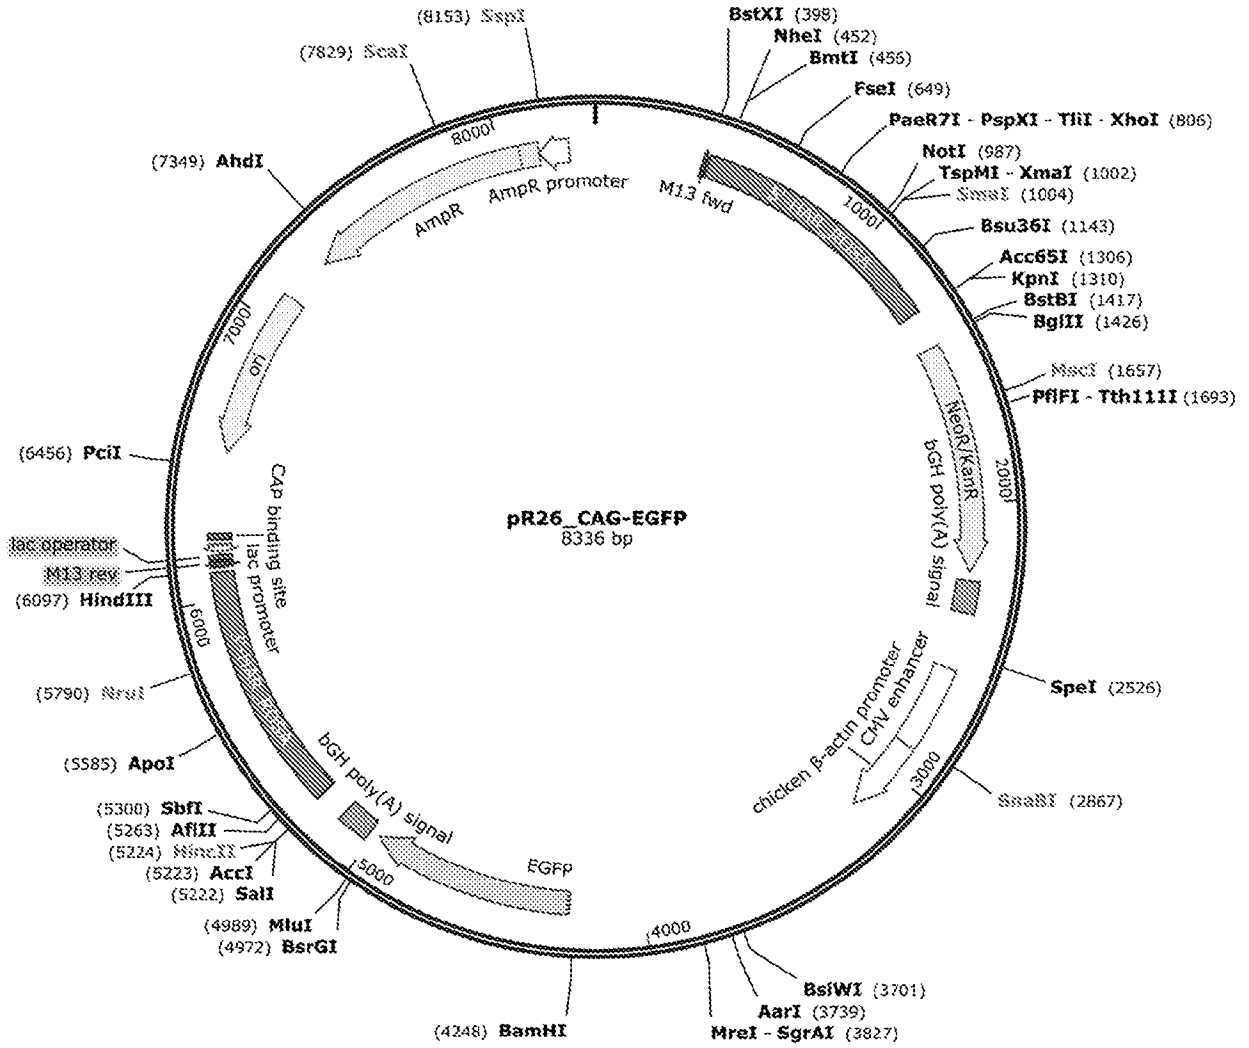 (8153) SspI
(7829) ScaI
(7349) AhdI
BstXI (398)
NheI (452)
BmtI (456)
FseI (649)
PaeR7I - PspXI - TliI - XhoI (806)
NotI (987)
TspMI - XmaI (1002)
SmaI (1004)
Bsu36I (1143)
Acc65I (1306)
KpnI (1310)
BstBI (1417)
BglII (1426)
MscI (1657)
PflFI - Tth111I (1693)
8000
AmpR promoter
AmpR
M13 fwd
1000
7000
ori
NeoR/KanR
bGH poly(A) signal
2000
(6456) PciI
CAP binding site
lac promoter
pR26_CAG-EGFP
8336 bp
lac operator
M13 rev
(6097) HindIII
6000
(5790) NruI
SpeI (2526)
CMV enhancer
chicken β-actin promoter
3000
SnaBI (2867)
(5585) ApoI
(5300) SbfI
(5263) AflII
(5224) HincII
(5223) AccI
(5222) SalI
(4989) MluI
(4972) BsrGI
bGH poly(A) signal
5000
EGFP
4000
(4248) BamHI
BsiWI (3701)
AarI (3739)
MreI - SgrAI (3827)